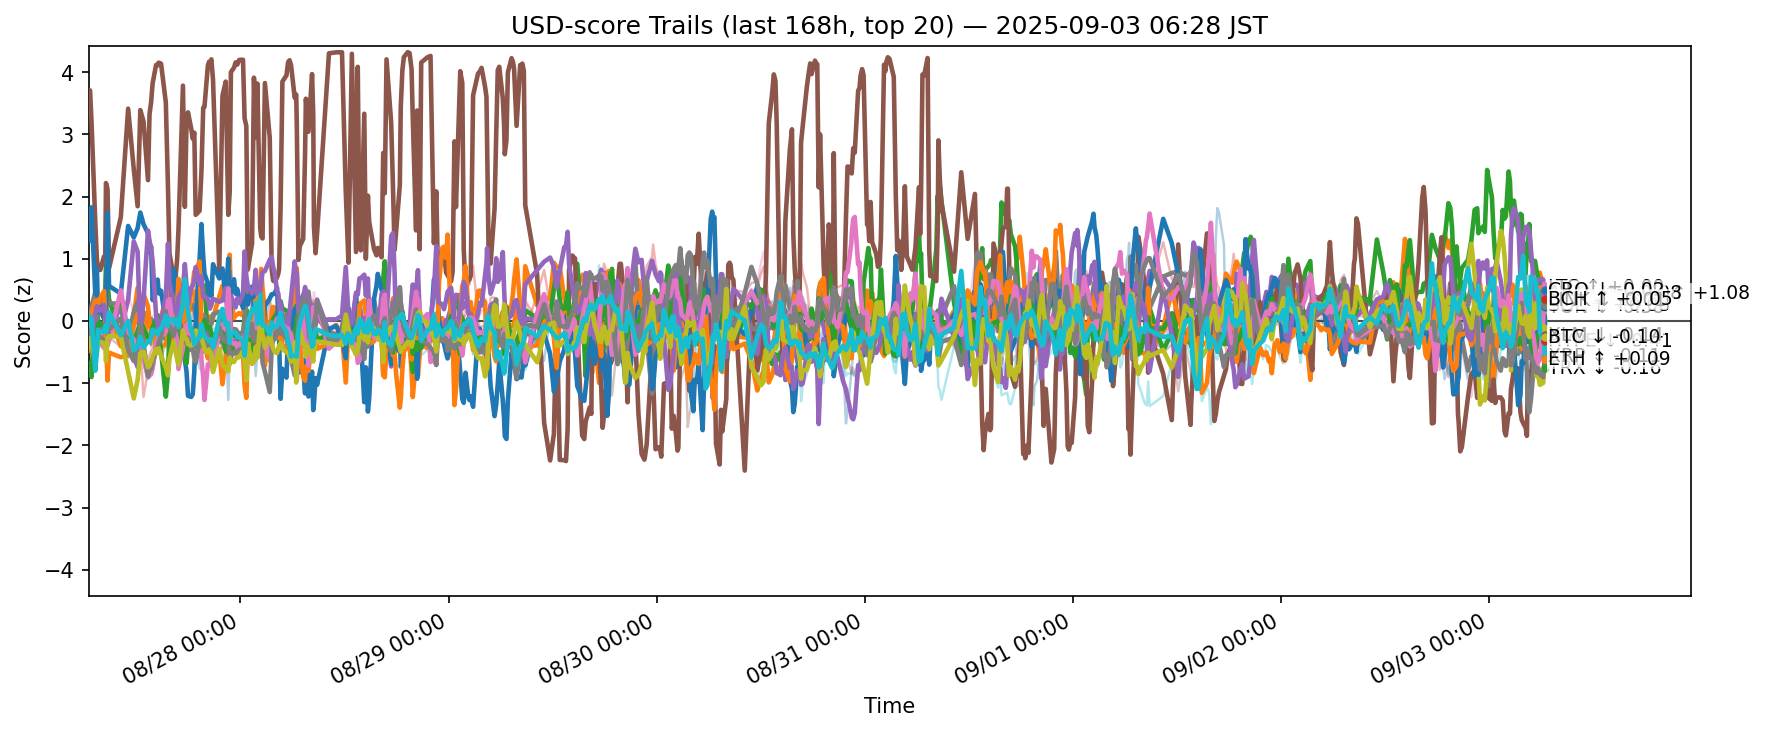 USD-score Trails (last 168h, top 20) — 2025-09-03 06:28 JST
Score (z)
4
3
2
1
0
−1
−2
−3
−4
+1.08
BCH ↑ +0.05
BTC ↓ -0.10
ETH ↑ +0.09
TRX ↓ -0.10
08/28 00:00
08/29 00:00
08/30 00:00
08/31 00:00
09/01 00:00
09/02 00:00
09/03 00:00
Time